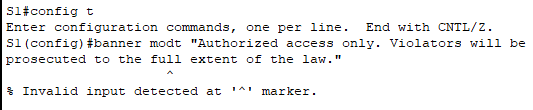 S1#config t
Enter configuration commands, one per line.  End with CNTL/Z.
S1(config)#banner modt "Authorized access only. Violators will be
prosecuted to the full extent of the law."
^
% Invalid input detected at '^' marker.